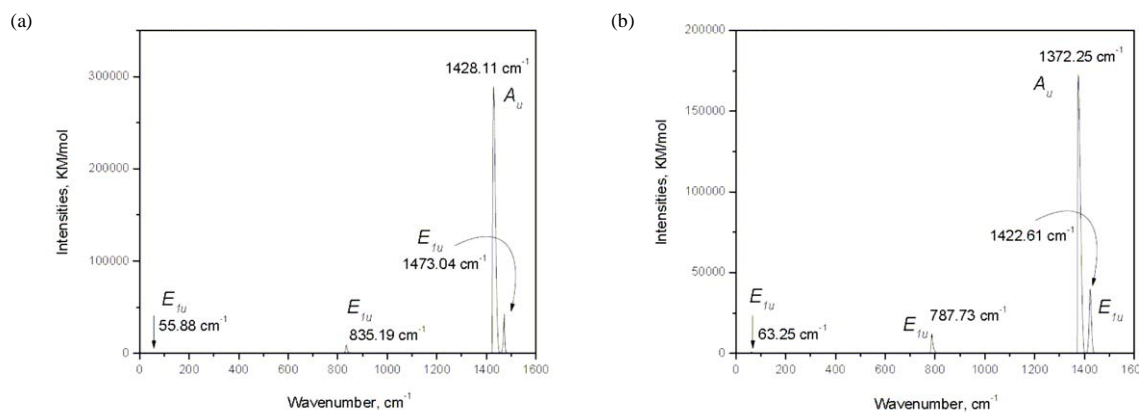 (a)
Intensities, KM/mol
300000
200000
100000
0
1428.11 cm-1
Au
E1u
1473.04 cm-1
E1u
55.88 cm-1
E1u
835.19 cm-1
0 200 400 600 800 1000 1200 1400 1600
Wavenumber, cm-1
(b)
Intensities, KM/mol
200000
150000
100000
50000
0
1372.25 cm-1
Au
1422.61 cm-1
E1u
63.25 cm-1
E1u
787.73 cm-1
E1u
0 200 400 600 800 1000 1200 1400 160
Wavenumber, cm-1